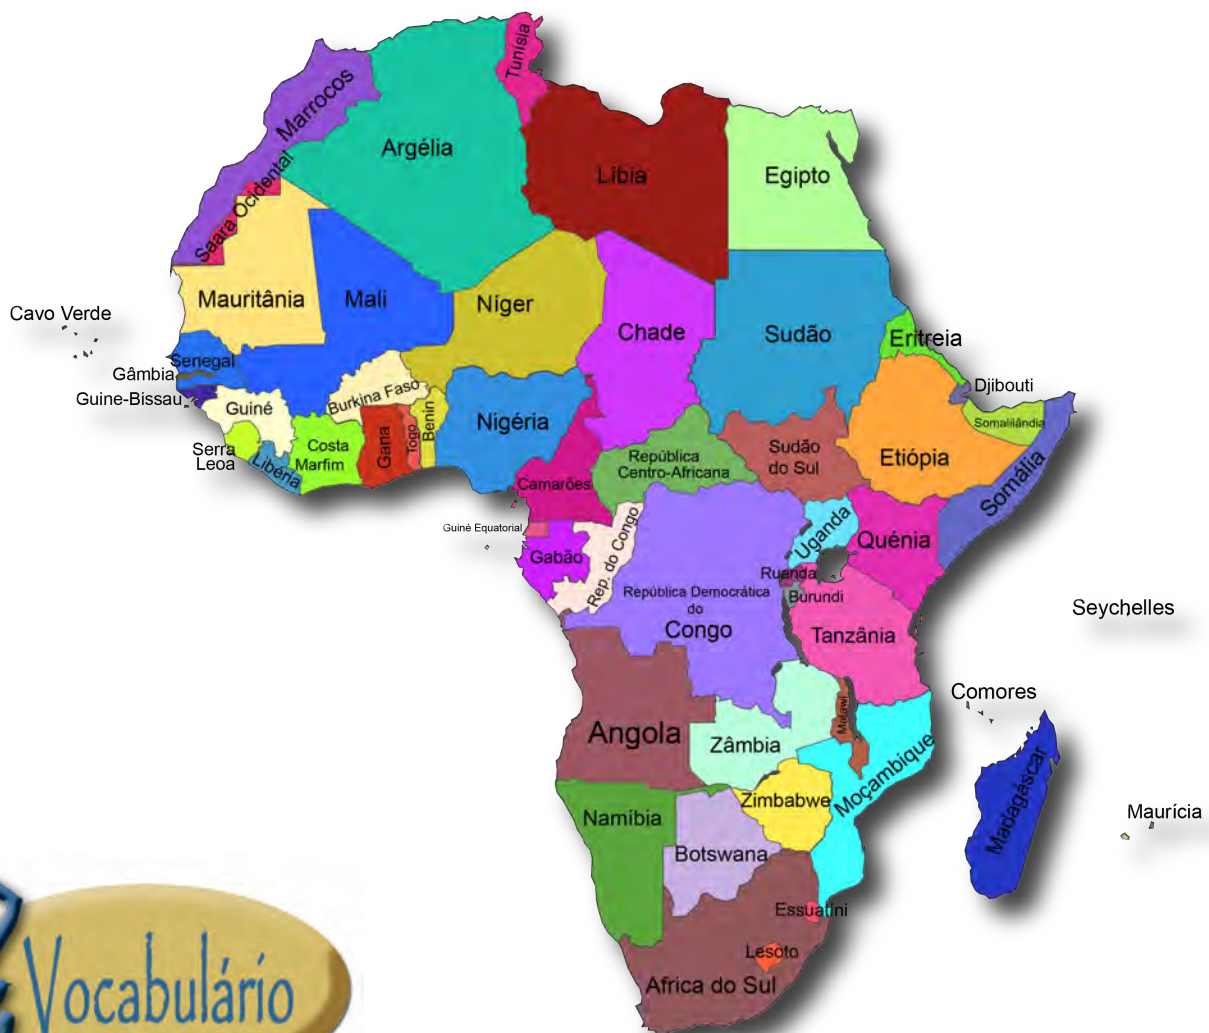 Tunísia
Marrocos
Argélia
Líbia
Egipto
Saara Ocidental
Mauritânia
Mali
Níger
Chade
Sudão
Eritreia
Cavo Verde
Senegal
Gâmbia
Guine-Bissau
Guiné
Burkina Faso
Benin
Nigéria
Djibouti
Somalilândia
Serra
Leoa
Libéria
Costa
Marfim
Gana
Togo
Camarões
República
Centro-Africana
Sudão
do Sul
Etiópia
Somália
Guiné Equatorial
Gabão
Rep. do Congo
República Democrática
do
Congo
Uganda
Quénia
Ruanda
Burundi
Tanzânia
Seychelles
Comores
Angola
Zâmbia
Malawi
Moçambique
Madagáscar
Maurícia
Namíbia
Zimbabwe
Botswana
Essuatíni
Lesoto
Africa do Sul
Vocabulário